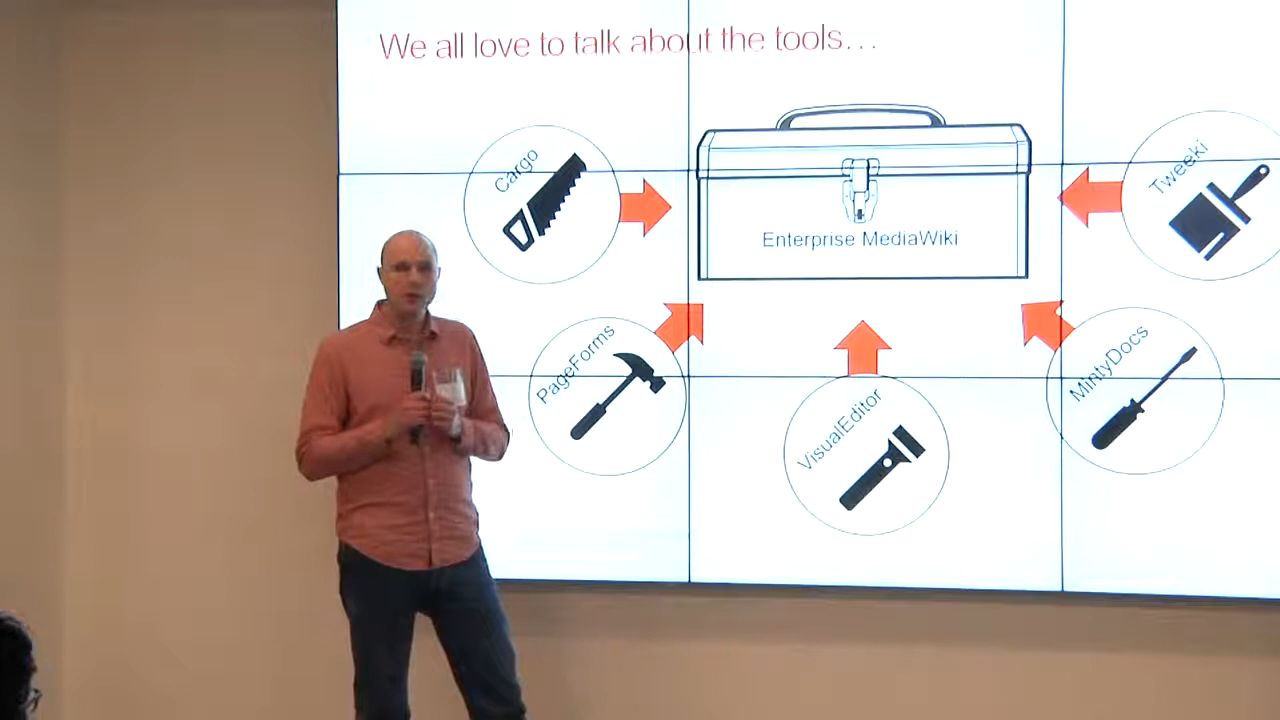 We all love to talk about the tools…
Cargo
Tweeki
Enterprise MediaWiki
PageForms
VisualEditor
MintyDocs